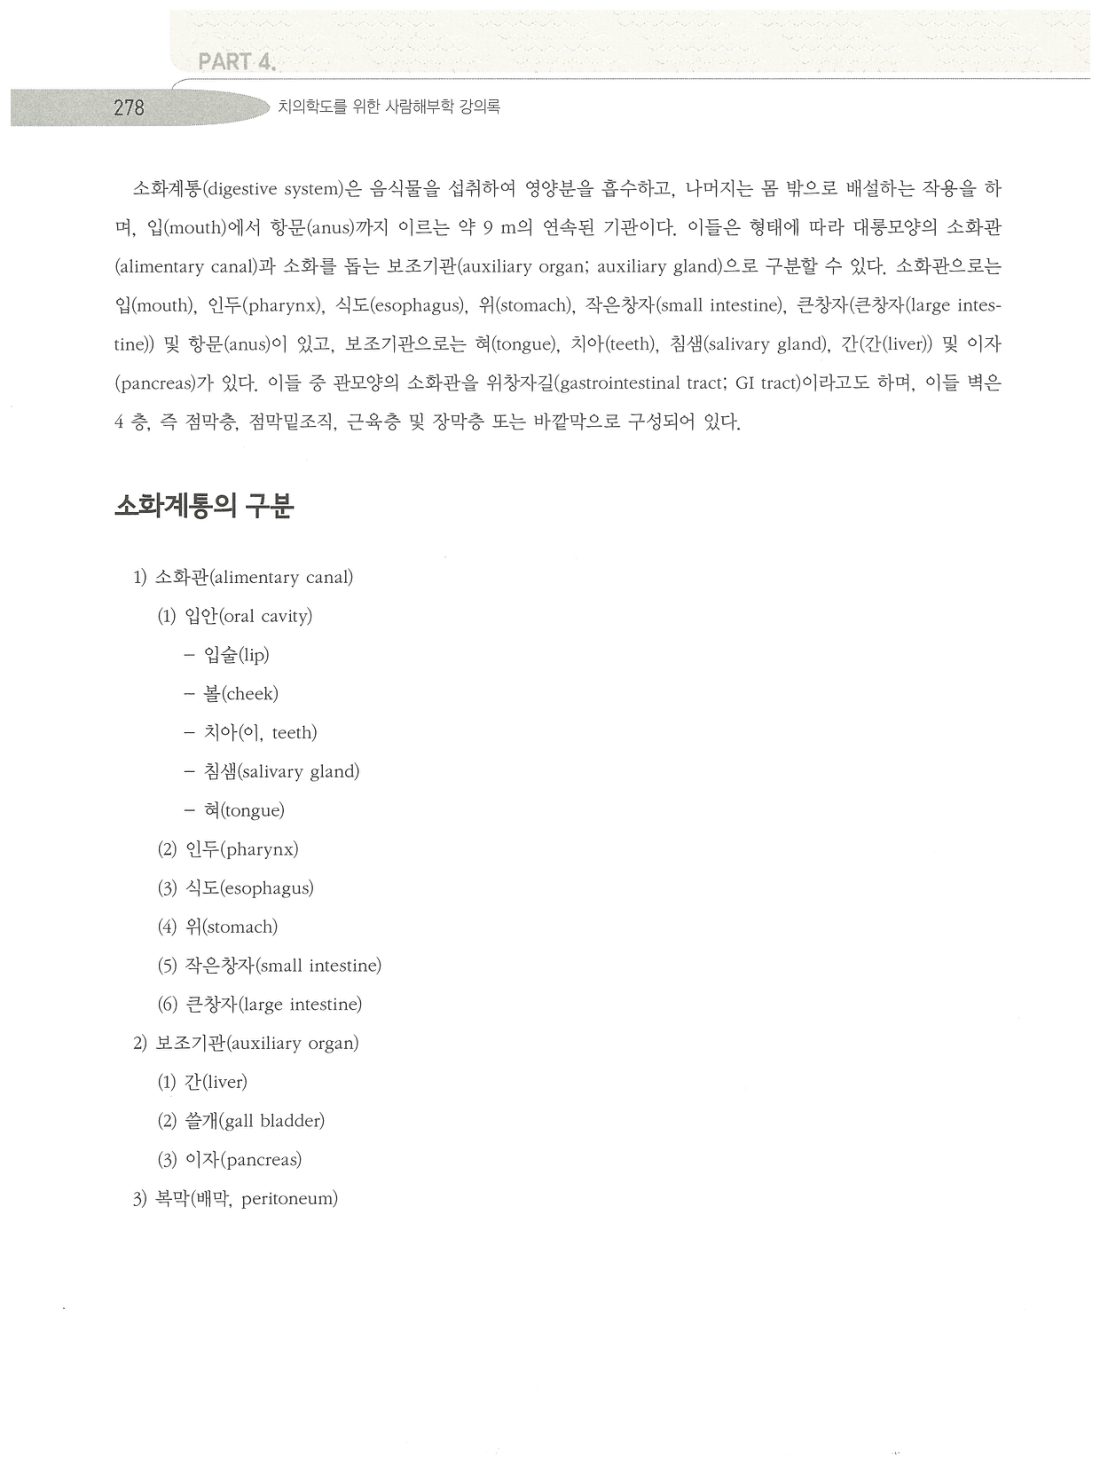 PART 4.
278
치의학도를 위한 사람해부학 강의록
소화계통(digestive system)은 음식물을 섭취하여 영양분을 흡수하고, 나머지는 몸 밖으로 배설하는 작용을 하
며, 입(mouth)에서 항문(anus)까지 이르는 약 9 m의 연속된 기관이다. 이들은 형태에 따라 대롱모양의 소화관
(alimentary canal)과 소화를 돕는 보조기관(auxiliary organ; auxiliary gland)으로 구분할 수 있다. 소화관으로는
입(mouth), 인두(pharynx), 식도(esophagus), 위(stomach), 작은창자(small intestine), 큰창자(큰창자(large intes-
tine)) 및 항문(anus)이 있고, 보조기관으로는 혀(tongue), 치아(teeth), 침샘(salivary gland), 간(간(liver)) 및 이자
(pancreas)가 있다. 이들 중 관모양의 소화관을 위창자길(gastrointestinal tract; GI tract)이라고도 하며, 이들 벽은
4 층, 즉 점막층, 점막밑조직, 근육층 및 장막층 또는 바깥막으로 구성되어 있다.
소화계통의 구분
1) 소화관(alimentary canal)
(1) 입안(oral cavity)
– 입술(lip)
– 볼(cheek)
– 치아(이, teeth)
– 침샘(salivary gland)
– 혀(tongue)
(2) 인두(pharynx)
(3) 식도(esophagus)
(4) 위(stomach)
(5) 작은창자(small intestine)
(6) 큰창자(large intestine)
2) 보조기관(auxiliary organ)
(1) 간(liver)
(2) 쓸개(gall bladder)
(3) 이자(pancreas)
3) 복막(배막, peritoneum)